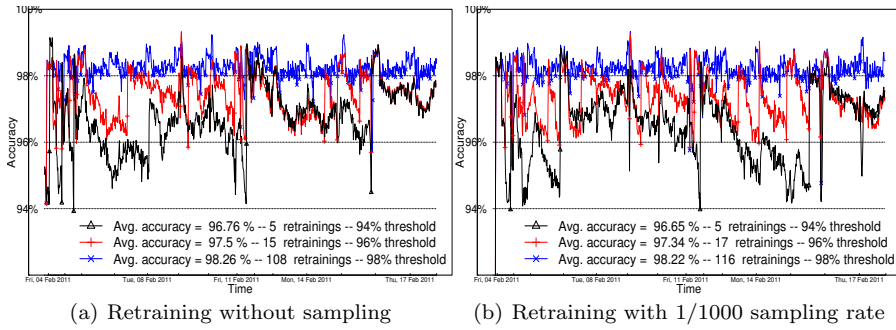 100%
98%
96%
94%
Accuracy
Avg. accuracy = 96.76 % -- 5 retrainings -- 94% threshold
Avg. accuracy = 97.5 % -- 15 retrainings -- 96% threshold
Avg. accuracy = 98.26 % -- 108 retrainings -- 98% threshold
Fri, 04 Feb 2011
Tue, 08 Feb 2011
Fri, 11 Feb 2011
Mon, 14 Feb 2011
Thu, 17 Feb 2011
Time
(a) Retraining without sampling
100%
98%
96%
94%
Accuracy
Avg. accuracy = 96.65 % -- 5 retrainings -- 94% threshold
Avg. accuracy = 97.34 % -- 17 retrainings -- 96% threshold
Avg. accuracy = 98.22 % -- 116 retrainings -- 98% threshold
Fri, 04 Feb 2011
Tue, 08 Feb 2011
Fri, 11 Feb 2011
Mon, 14 Feb 2011
Thu, 17 Feb 2011
Time
(b) Retraining with 1/1000 sampling rate